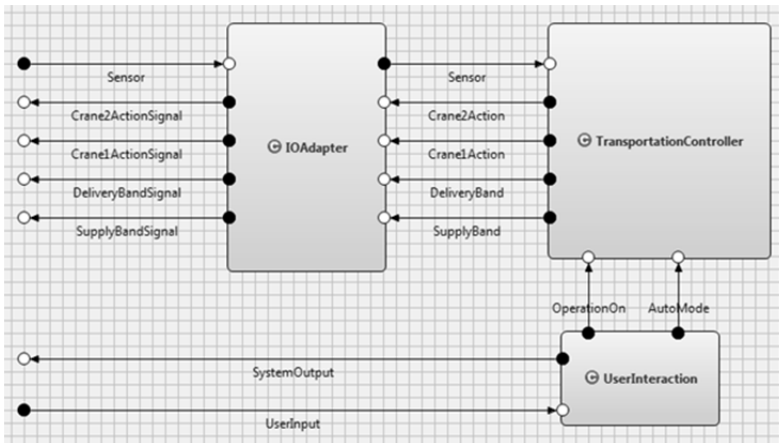 Sensor
Sensor
Crane2ActionSignal
Crane2Action
Crane1ActionSignal
IOAdapter
Crane1Action
TransportationController
DeliveryBandSignal
DeliveryBand
SupplyBandSignal
SupplyBand
OperationOn
AutoMode
SystemOutput
UserInteraction
UserInput